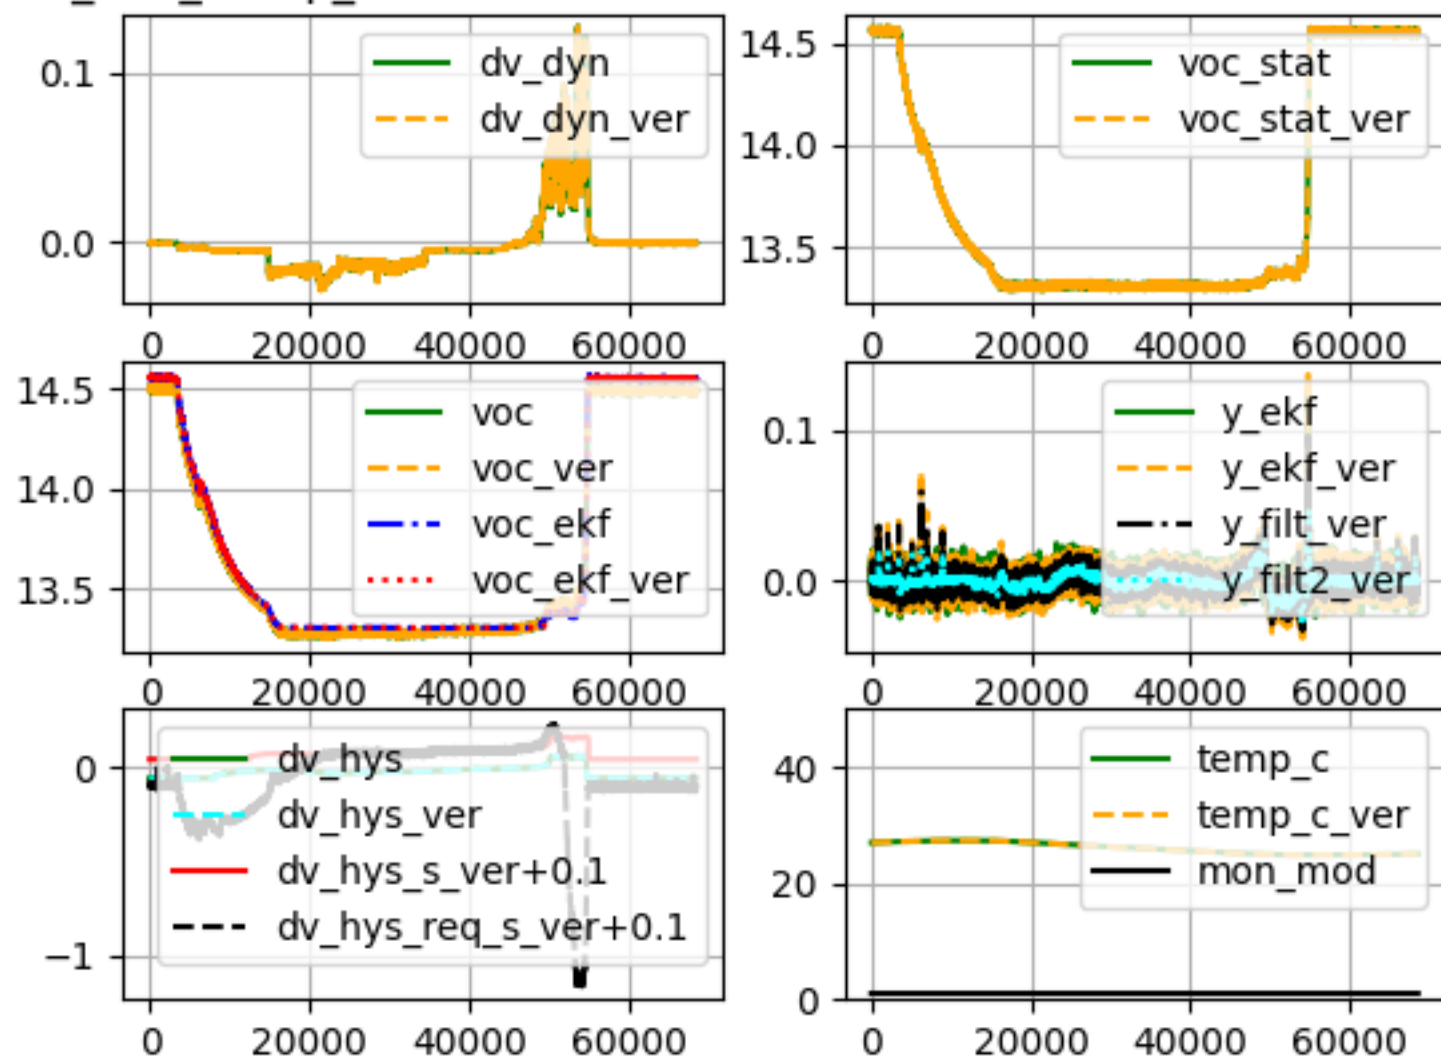 0.1
0.0
dv_dyn
dv_dyn_ver
0 20000 40000 60000
14.5
14.0
13.5
voc_stat
voc_stat_ver
0 20000 40000 60000
14.5
14.0
13.5
voc
voc_ver
voc_ekf
voc_ekf_ver
0 20000 40000 60000
0.1
0.0
y_ekf
y_ekf_ver
y_filt_ver
y_filt2_ver
0 20000 40000 60000
0
−1
dv_hys
dv_hys_ver
dv_hys_s_ver+0.1
dv_hys_req_s_ver+0.1
0 20000 40000 60000
40
20
0
temp_c
temp_c_ver
mon_mod
0 20000 40000 60000